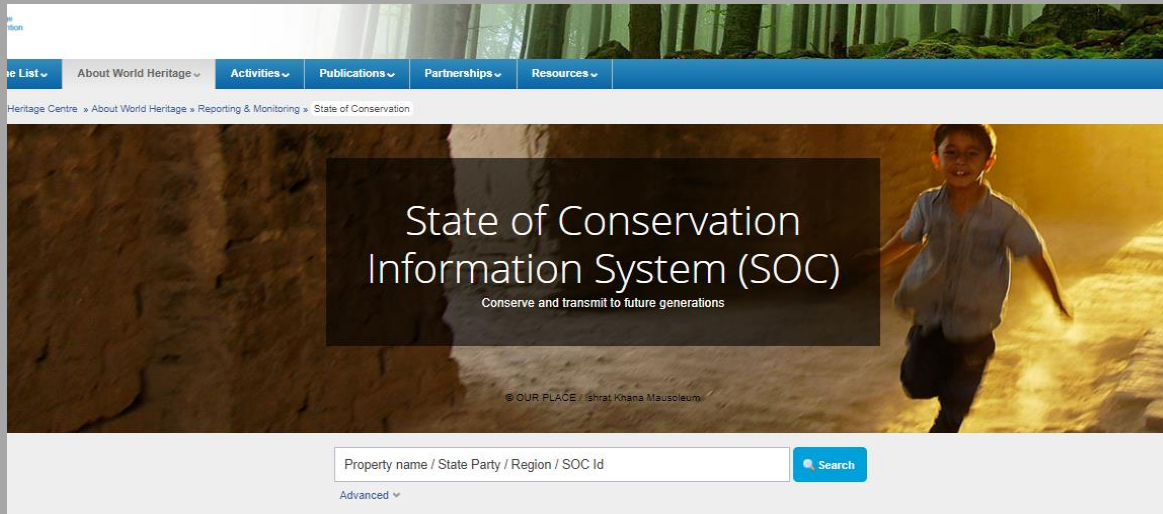 List
About World Heritage
Activities
Publications
Partnerships
Resources
Heritage Centre » About World Heritage » Reporting & Monitoring » State of Conservation
State of Conservation
Information System (SOC)
Conserve and transmit to future generations
© OUR PLACE / Ishrat Khana Mausoleum
Property name / State Party / Region / SOC Id
Search
Advanced